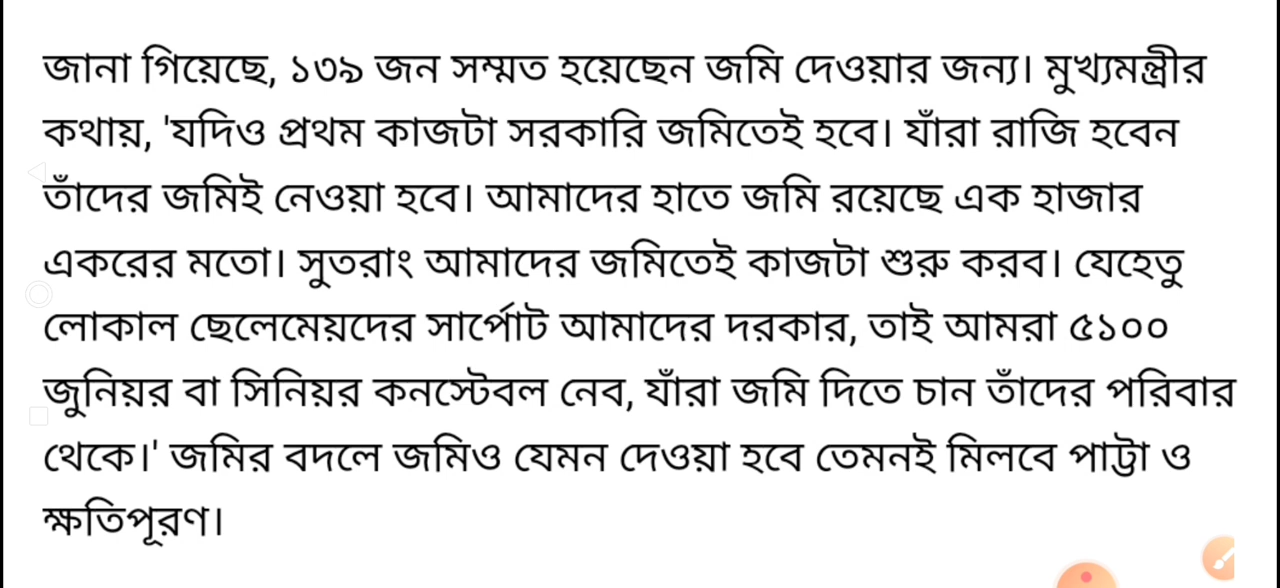 জানা গিয়েছে, ১৩৯ জন সম্মত হয়েছেন জমি দেওয়ার জন্য। মুখ্যমন্ত্রীর
কথায়, 'যদিও প্রথম কাজটা সরকারি জমিতেই হবে। যাঁরা রাজি হবেন
তাঁদের জমিই নেওয়া হবে। আমাদের হাতে জমি রয়েছে এক হাজার
একরের মতো। সুতরাং আমাদের জমিতেই কাজটা শুরু করব। যেহেতু
লোকাল ছেলেমেয়দের সার্পোট আমাদের দরকার, তাই আমরা ৫১০০
জুনিয়র বা সিনিয়র কনস্টেবল নেব, যাঁরা জমি দিতে চান তাঁদের পরিবার
থেকে।' জমির বদলে জমিও যেমন দেওয়া হবে তেমনই মিলবে পাট্টা ও
ক্ষতিপূরণ।